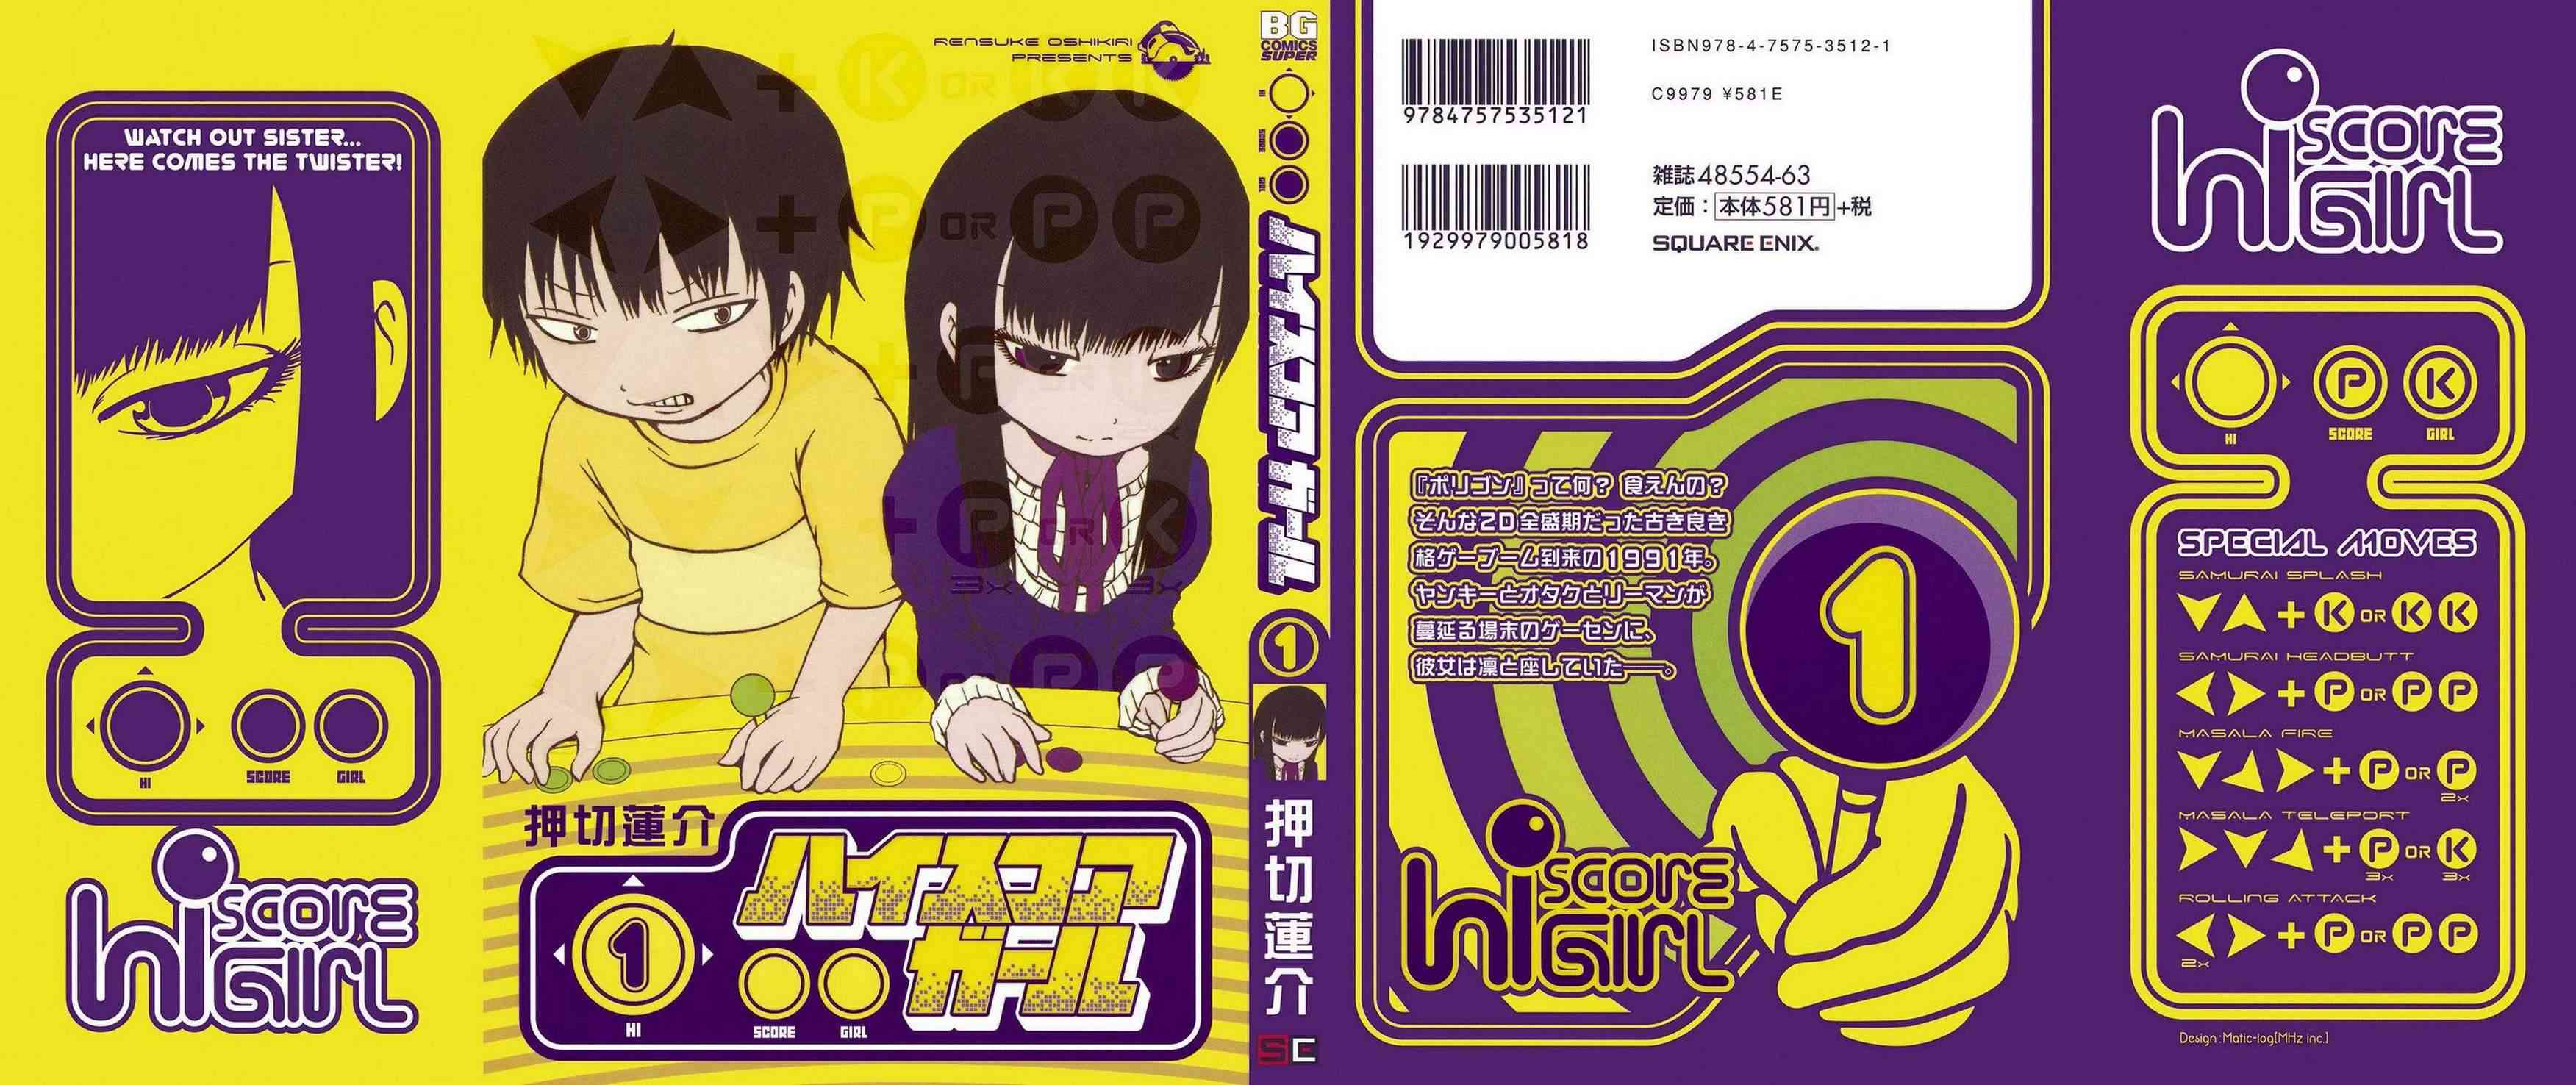 WATCH OUT SISTER...
HERE COMES THE TWISTER!
HI
SCORE
GIRL
hi SCORE
GIRL
RENSUKE OSHIKIRI
PRESENTS
K OR K K
P OR P P
P OR K
3x 3x
押切蓮介
ハイスコア
ガール
1
HI
SCORE
GIRL
BG
COMICS
SUPER
HI
SCORE
GIRL
ハイスコアガール
1
押切蓮介
SE
ISBN978-4-7575-3512-1
C9979 ¥581E
9784757535121
雑誌48554-63
定価：本体581円+税
1929979005818
SQUARE ENIX.
『ポリゴン』って何？ 食えんの？
そんな2D全盛期だった古き良き
格ゲーブーム到来の1991年。
ヤンキーとオタクとリーマンが
蔓延る場末のゲーセンに、
彼女は凛と座していた――。
1
hi SCORE
GIRL
hi SCORE
GIRL
P K
HI SCORE GIRL
SPECIAL MOVES
SAMURAI SPLASH
+ K OR K K
SAMURAI HEADBUTT
+ P OR P P
MASALA FIRE
+ P OR P
2x
MASALA TELEPORT
+ P OR K
3x 3x
ROLLING ATTACK
+ P OR P P
2x
Design:Matic-log[MHz inc.]